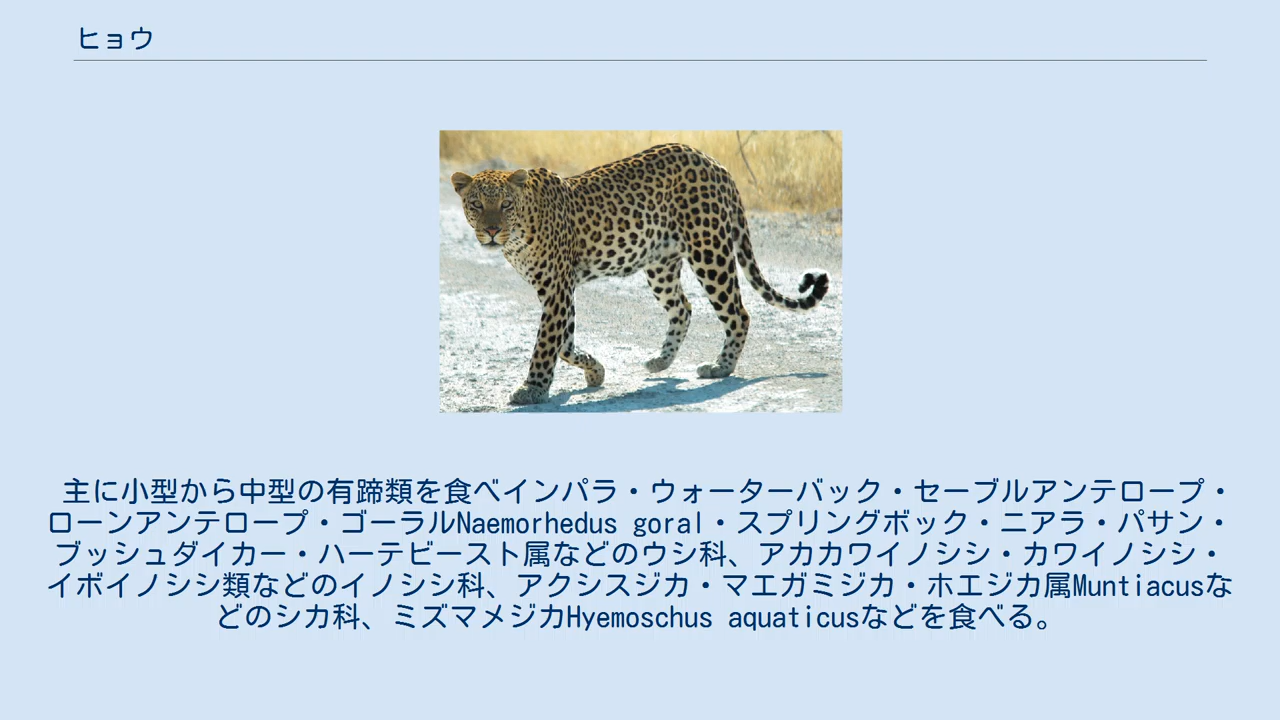 ヒョウ
主に小型から中型の有蹄類を食べインパラ・ウォーターバック・セーブルアンテロープ・
ローンアンテロープ・ゴーラルNaemorhedus goral・スプリングボック・ニアラ・パサン・
ブッシュダイカー・ハーテビースト属などのウシ科、アカカワイノシシ・カワイノシシ・
イボイノシシ類などのイノシシ科、アクシスジカ・マエガミジカ・ホエジカ属Muntiacusな
どのシカ科、ミズマメジカHyemoschus aquaticusなどを食べる。